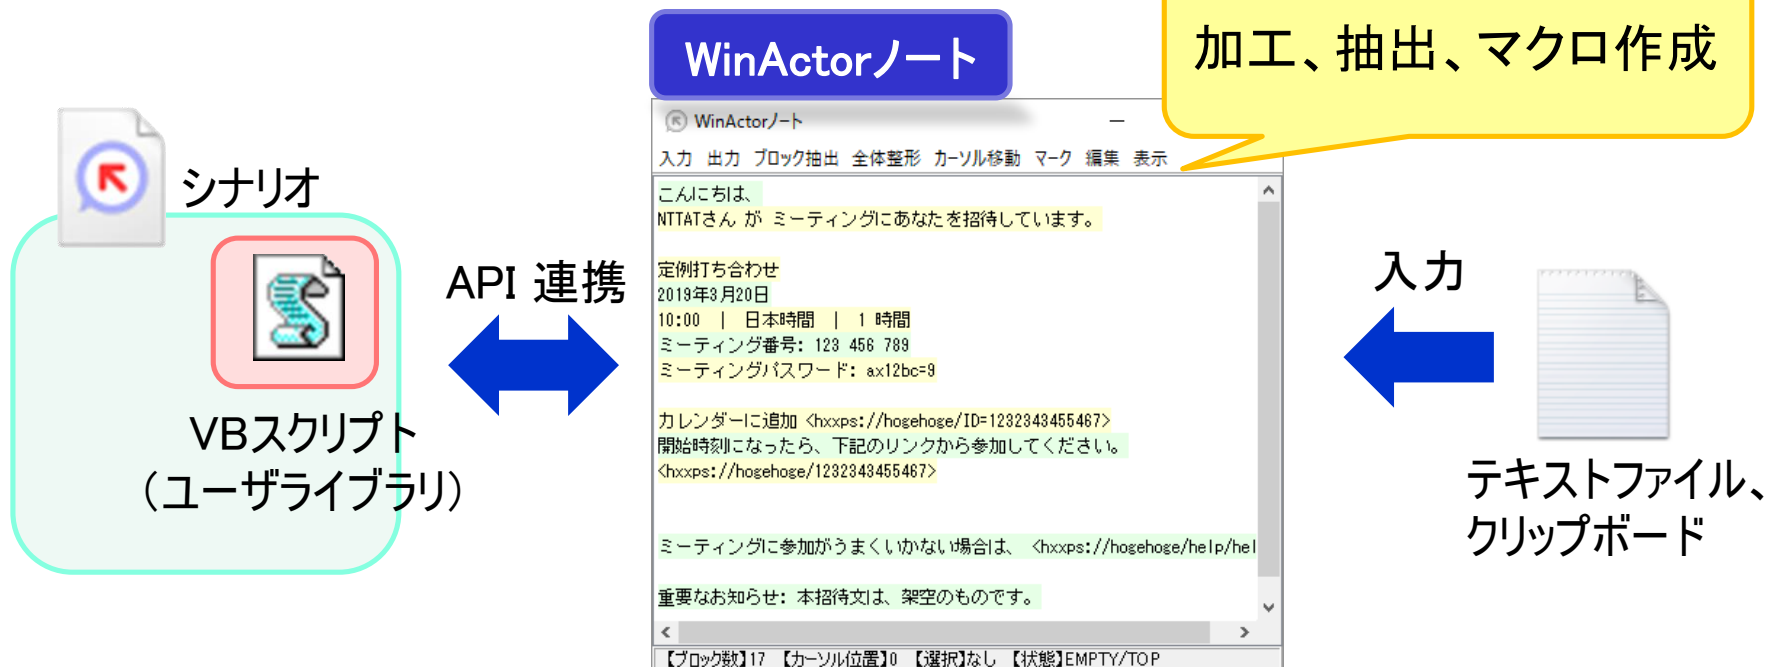 加工、抽出、マクロ作成
WinActorノート
WinActorノート
入力 出力 ブロック抽出 全体整形 カーソル移動 マーク 編集 表示
こんにちは、
NTTATさん が ミーティングにあなたを招待しています。
定例打ち合わせ
2019年3月20日
10:00 | 日本時間 | 1 時間
ミーティング番号: 123 456 789
ミーティングパスワード: ax12bc=9
カレンダーに追加 <hxxps://hogehoge/ID=1232343455467>
開始時刻になったら、下記のリンクから参加してください。
<hxxps://hogehoge/1232343455467>
ミーティングに参加がうまくいかない場合は、 <hxxps://hogehoge/help/hel
重要なお知らせ: 本招待文は、架空のものです。
【ブロック数】17 【カーソル位置】0 【選択】なし 【状態】EMPTY/TOP
シナリオ
VBスクリプト
（ユーザライブラリ）
API 連携
入力
テキストファイル、
クリップボード